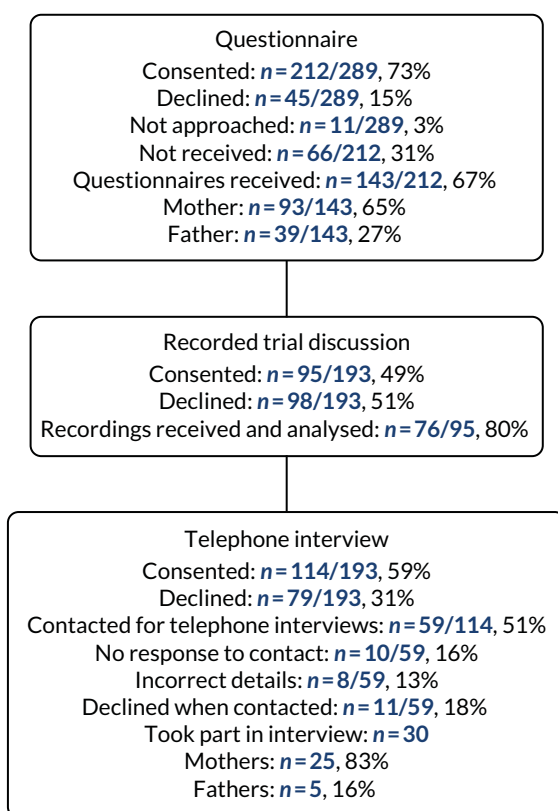 Questionnaire
Consented: n = 212/289, 73%
Declined: n = 45/289, 15%
Not approached: n = 11/289, 3%
Not received: n = 66/212, 31%
Questionnaires received: n = 143/212, 67%
Mother: n = 93/143, 65%
Father: n = 39/143, 27%
Recorded trial discussion
Consented: n = 95/193, 49%
Declined: n = 98/193, 51%
Recordings received and analysed: n = 76/95, 80%
Telephone interview
Consented: n = 114/193, 59%
Declined: n = 79/193, 31%
Contacted for telephone interviews: n = 59/114, 51%
No response to contact: n = 10/59, 16%
Incorrect details: n = 8/59, 13%
Declined when contacted: n = 11/59, 18%
Took part in interview: n = 30
Mothers: n = 25, 83%
Fathers: n = 5, 16%